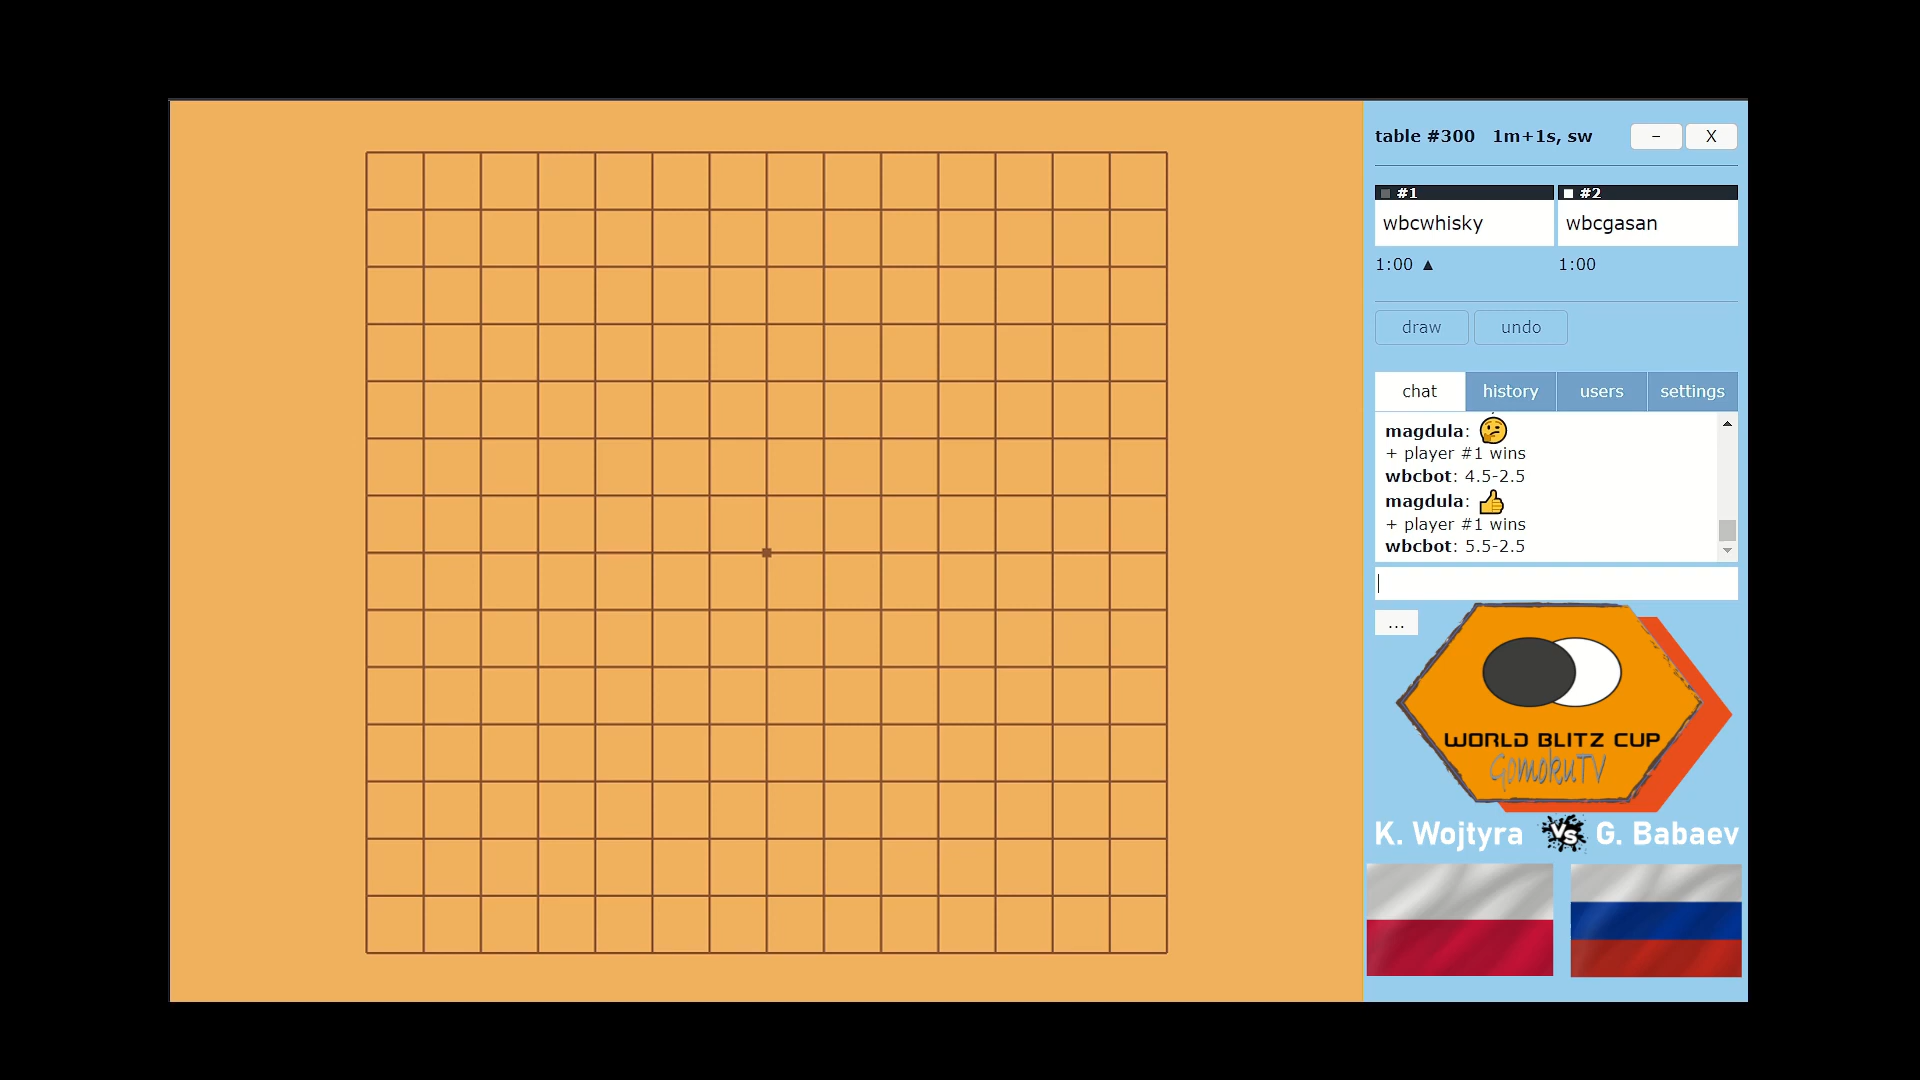 table #300 1m+1s, sw
– X
#1 #2
wbcwhisky wbcgasan
1:00 ▲ 1:00
draw undo
chat history users settings
magdula: 🤔
+ player #1 wins
wbcbot: 4.5-2.5
magdula: 👍
+ player #1 wins
wbcbot: 5.5-2.5
...
WORLD BLITZ CUP
GomokuTV
K. Wojtyra VS G. Babaev